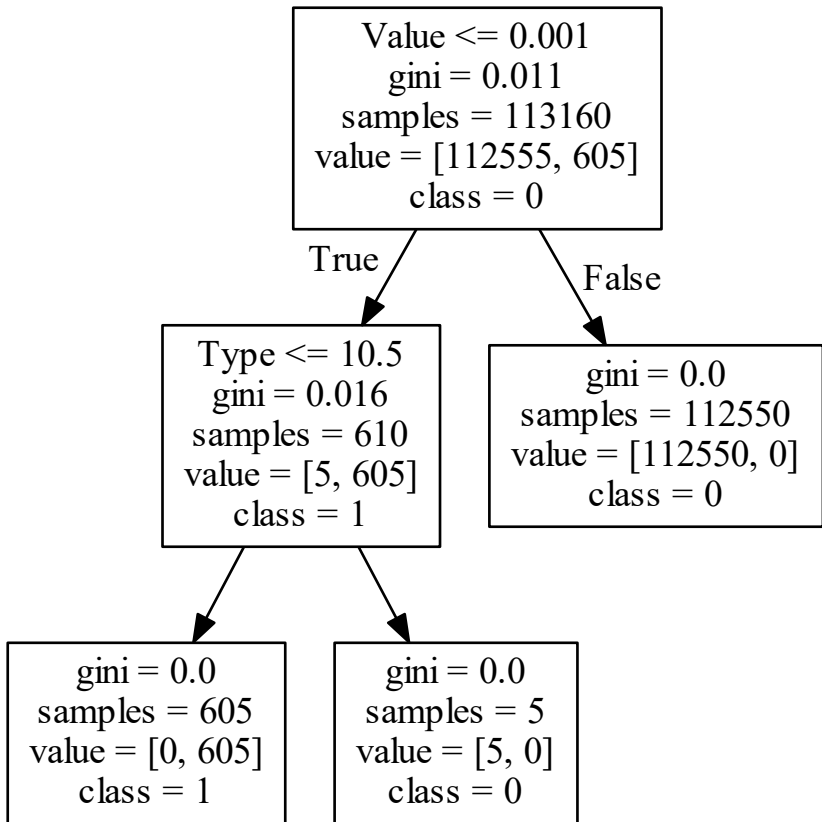 Value <= 0.001
gini = 0.011
samples = 113160
value = [112555, 605]
class = 0
True
False
Type <= 10.5
gini = 0.016
samples = 610
value = [5, 605]
class = 1
gini = 0.0
samples = 112550
value = [112550, 0]
class = 0
gini = 0.0
samples = 605
value = [0, 605]
class = 1
gini = 0.0
samples = 5
value = [5, 0]
class = 0